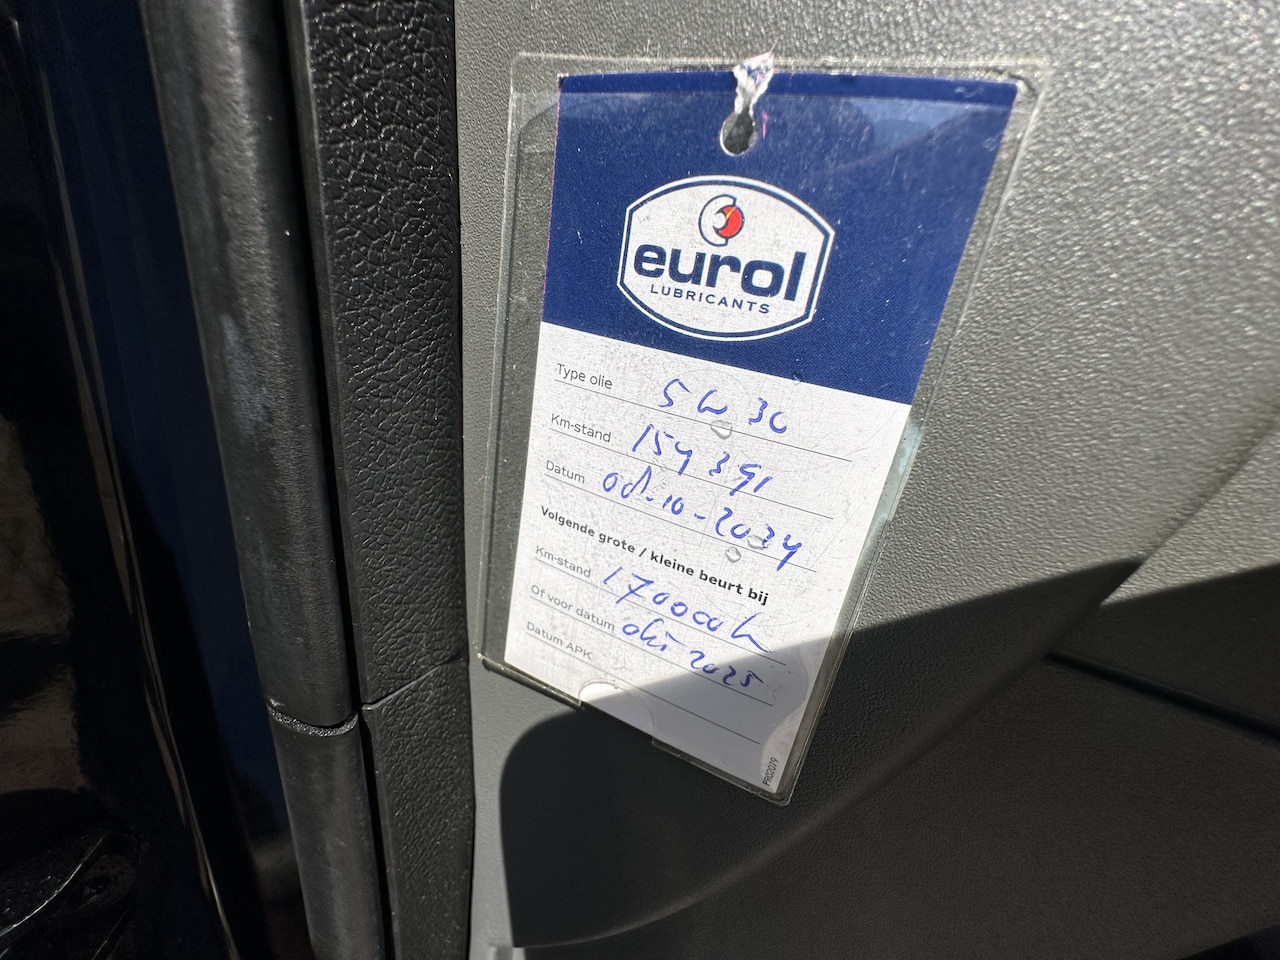 eurol
LUBRICANTS
Type olie 5W30
Km-stand 154391
Datum -10-2024
Volgende grote / kleine beurt bij
Km-stand 170000
Of voor datum okt 2025
Datum APK
PR02079